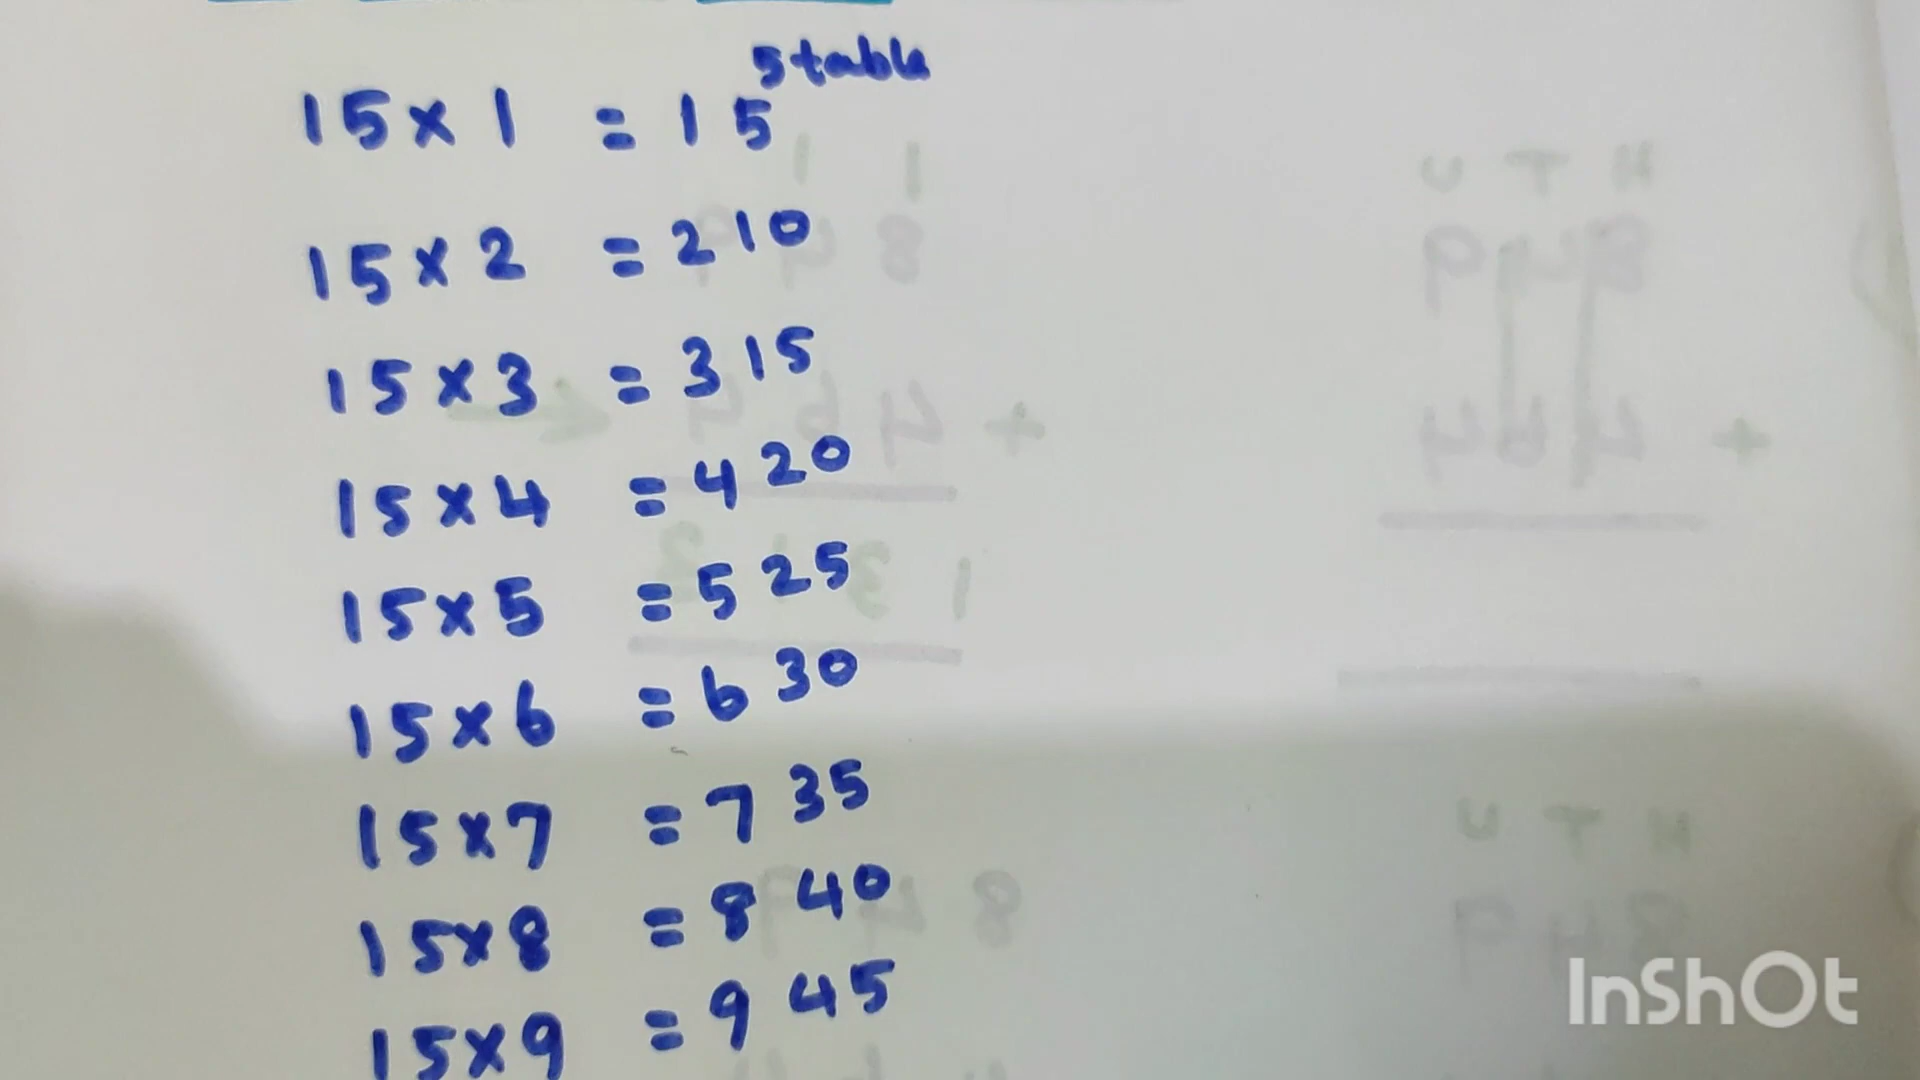 5 table
15 × 1 = 1 5
15 × 2 = 2 10
15 × 3 = 3 15
15 × 4 = 4 20
15 × 5 = 5 25
15 × 6 = 6 30
15 × 7 = 7 35
15 × 8 = 8 40
15 × 9 = 9 45
InShOt